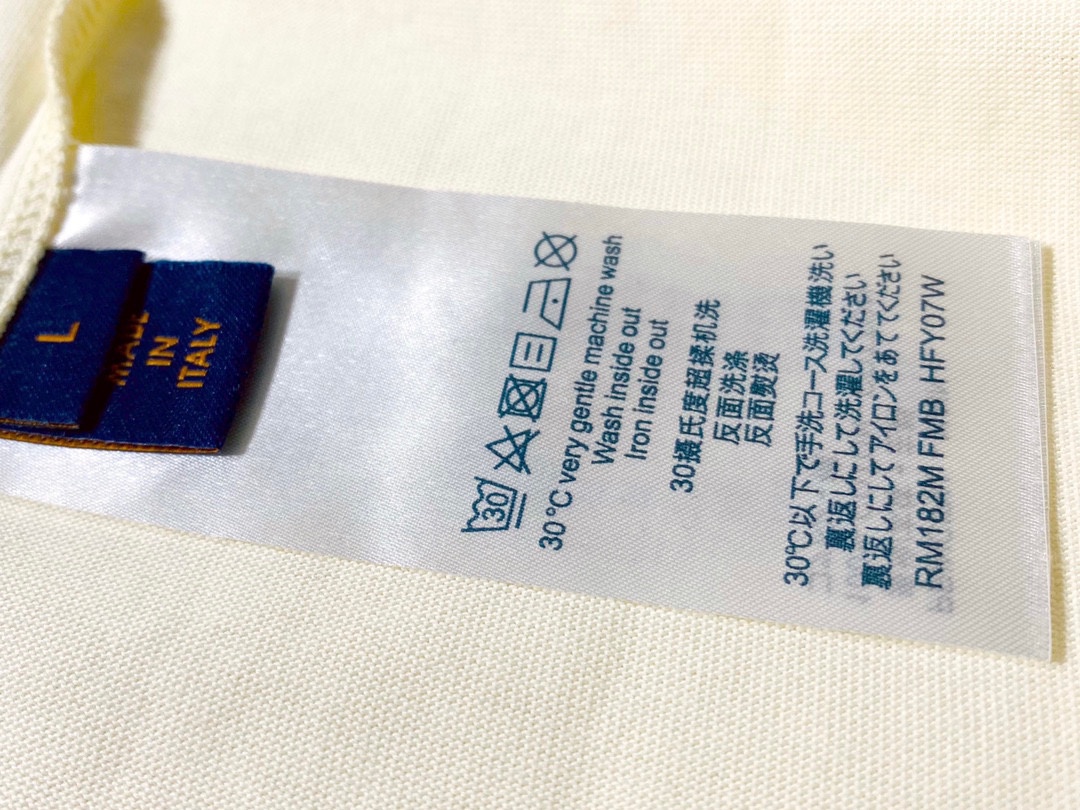 L
MADE
IN
ITALY
30
30°C very gentle machine wash
Wash inside out
Iron inside out
30摄氏度超揉机洗
反面洗涤
反面熨烫
30℃以下で手洗コース洗濯機洗い
裏返しにして洗濯してください
裏返しにしてアイロンをあててください
RM182M FMB HFY07W